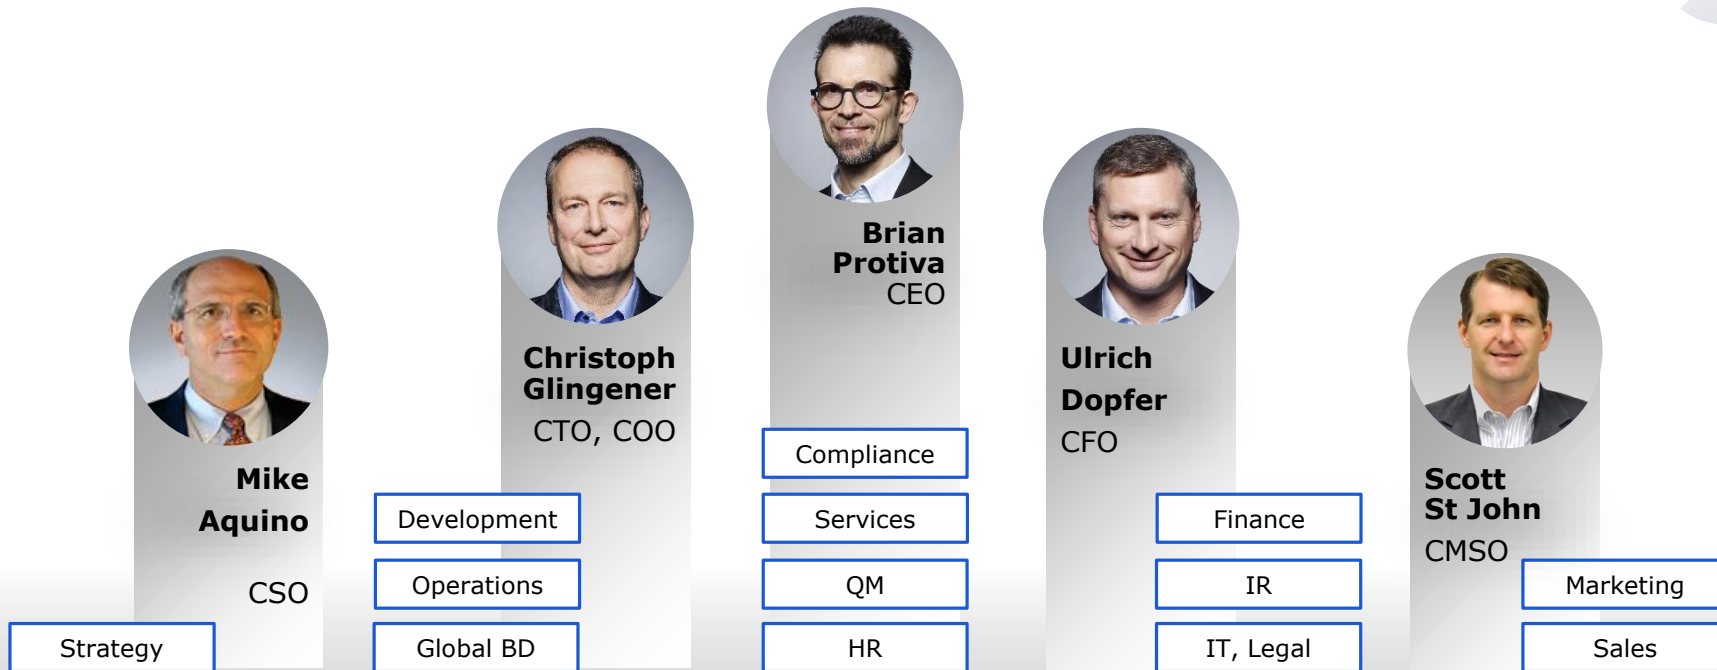 Mike
Aquino
CSO
Strategy
Christoph
Glingener
CTO, COO
Development
Operations
Global BD
Brian
Protiva
CEO
Compliance
Services
QM
HR
Ulrich
Dopfer
CFO
Finance
IR
IT, Legal
Scott
St John
CMSO
Marketing
Sales